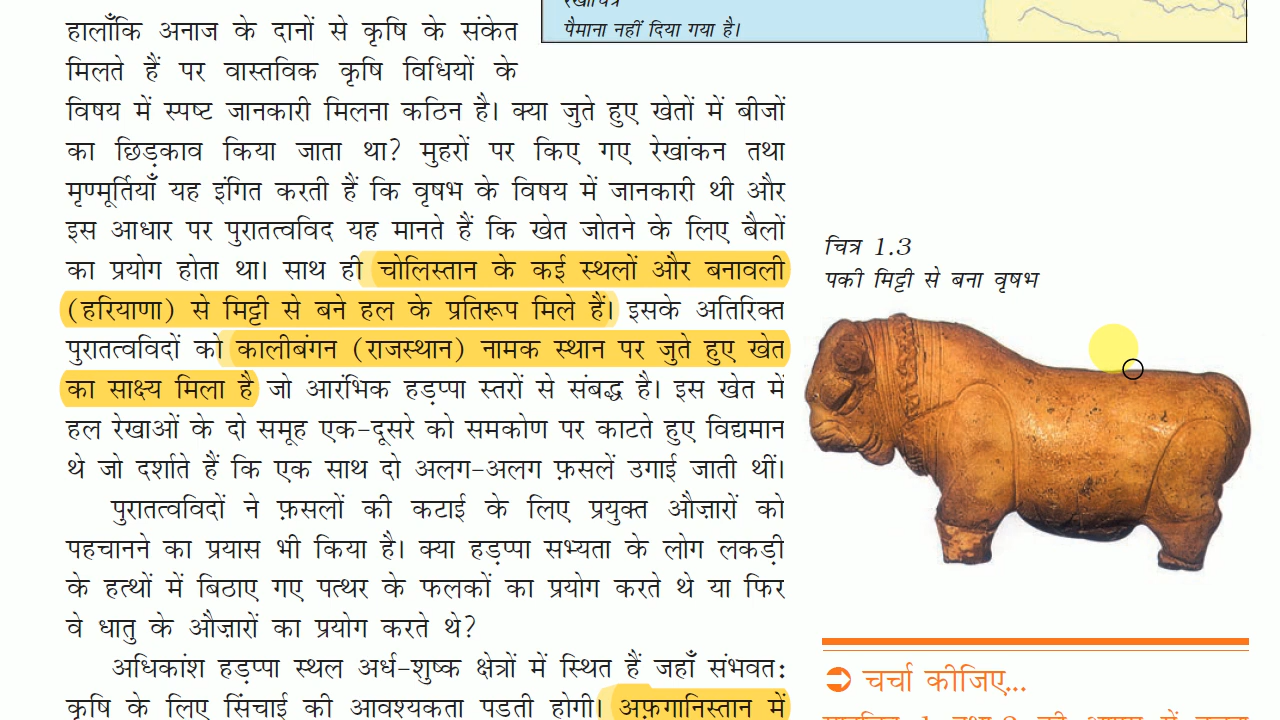 रेखाचित्र
पैमाना नहीं दिया गया है।
हालाँकि अनाज के दानों से कृषि के संकेत
मिलते हैं पर वास्तविक कृषि विधियों के
विषय में स्पष्ट जानकारी मिलना कठिन है। क्या जुते हुए खेतों में बीजों
का छिड़काव किया जाता था? मुहरों पर किए गए रेखांकन तथा
मृण्मूर्तियाँ यह इंगित करती हैं कि वृषभ के विषय में जानकारी थी और
इस आधार पर पुरातत्वविद यह मानते हैं कि खेत जोतने के लिए बैलों
का प्रयोग होता था। साथ ही चोलिस्तान के कई स्थलों और बनावली
(हरियाणा) से मिट्टी से बने हल के प्रतिरूप मिले हैं। इसके अतिरिक्त
पुरातत्वविदों को कालीबंगन (राजस्थान) नामक स्थान पर जुते हुए खेत
का साक्ष्य मिला है जो आरंभिक हड़प्पा स्तरों से संबद्ध है। इस खेत में
हल रेखाओं के दो समूह एक-दूसरे को समकोण पर काटते हुए विद्यमान
थे जो दर्शाते हैं कि एक साथ दो अलग-अलग फ़सलें उगाई जाती थीं।
पुरातत्वविदों ने फ़सलों की कटाई के लिए प्रयुक्त औज़ारों को
पहचानने का प्रयास भी किया है। क्या हड़प्पा सभ्यता के लोग लकड़ी
के हत्थों में बिठाए गए पत्थर के फलकों का प्रयोग करते थे या फिर
वे धातु के औज़ारों का प्रयोग करते थे?
अधिकांश हड़प्पा स्थल अर्ध-शुष्क क्षेत्रों में स्थित हैं जहाँ संभवत:
कृषि के लिए सिंचाई की आवश्यकता पड़ती होगी। अफ़गानिस्तान में
चित्र 1.3
पकी मिट्टी से बना वृषभ
चर्चा कीजिए...